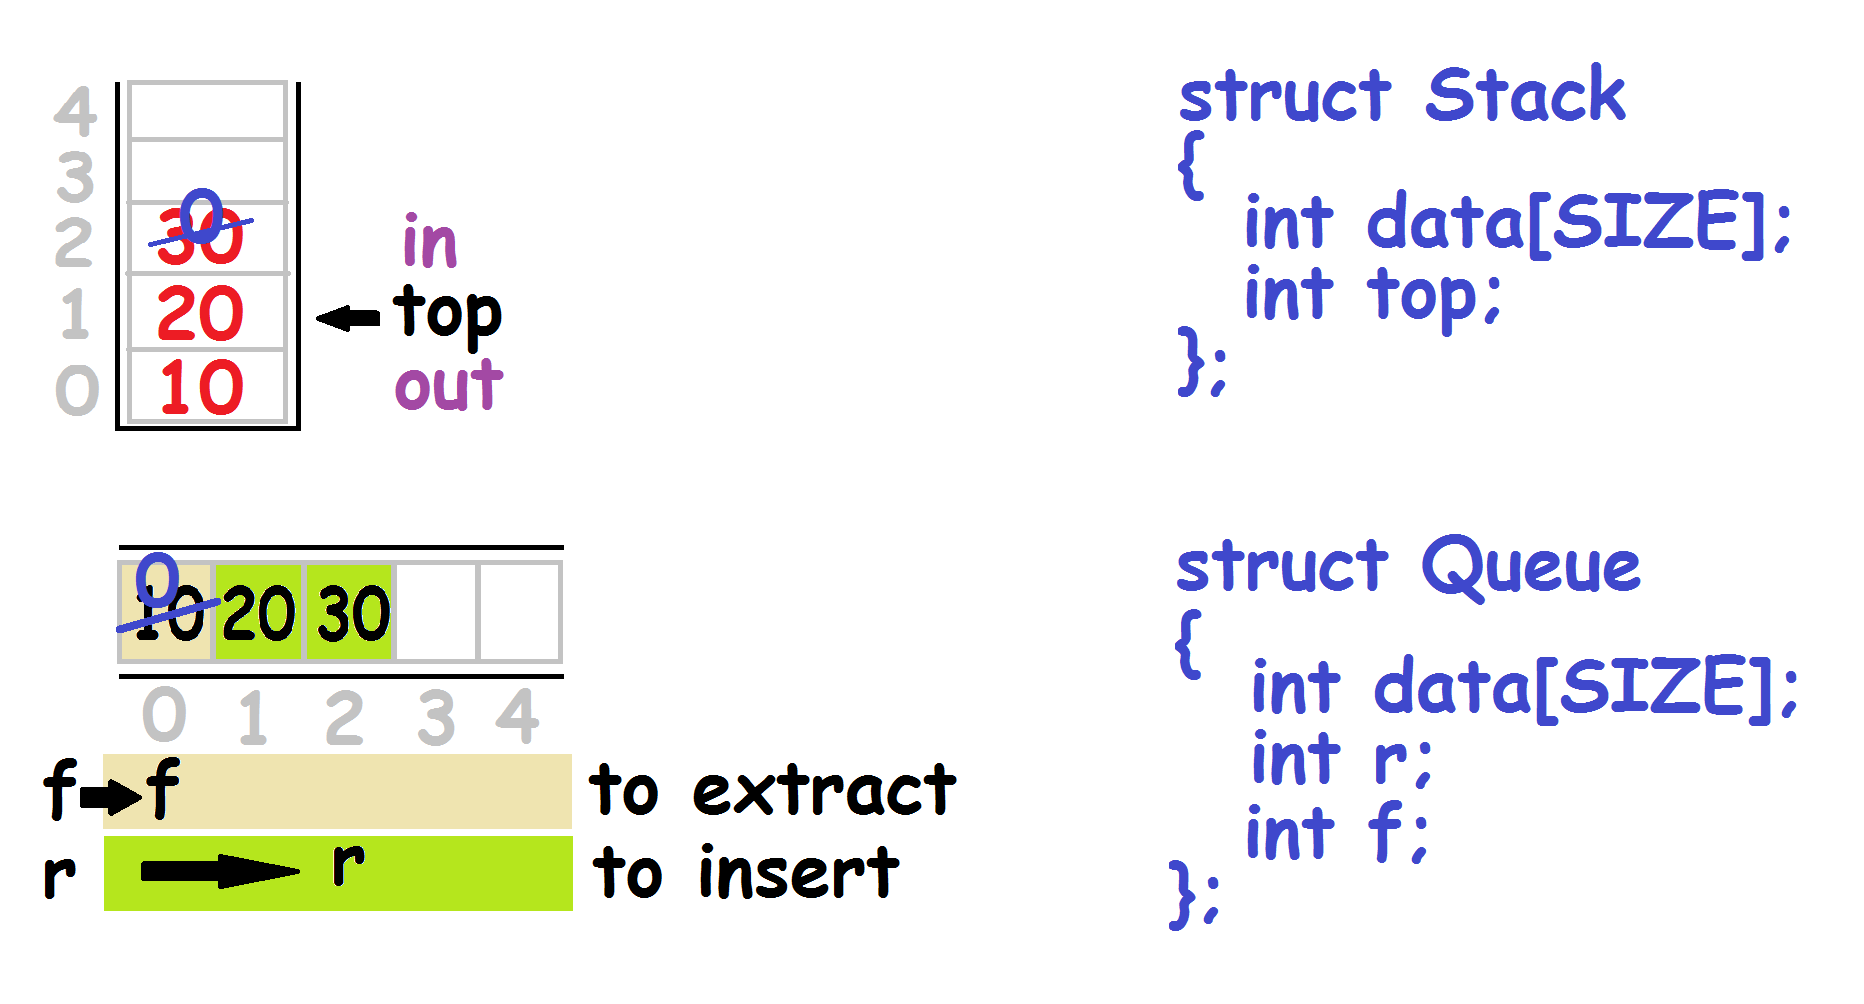 4
3
0
2 30
in
1 20
top
0 10
out
struct Stack
{
int data[SIZE];
int top;
};
0
10 20 30
0 1 2 3 4
f f to extract
r r to insert
struct Queue
{
int data[SIZE];
int r;
int f;
};